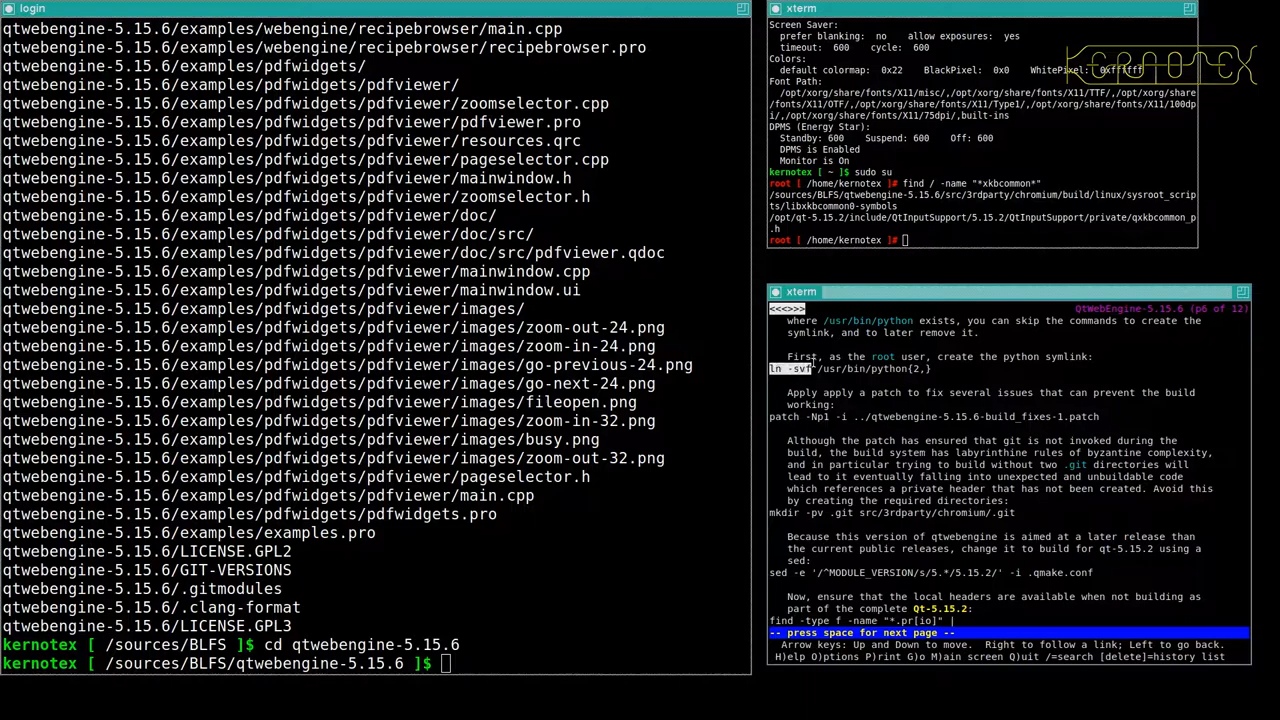 login
qtwebengine-5.15.6/examples/webengine/recipebrowser/main.cpp
qtwebengine-5.15.6/examples/webengine/recipebrowser/recipebrowser.pro
qtwebengine-5.15.6/examples/pdfwidgets/
qtwebengine-5.15.6/examples/pdfwidgets/pdfviewer/
qtwebengine-5.15.6/examples/pdfwidgets/pdfviewer/zoomselector.cpp
qtwebengine-5.15.6/examples/pdfwidgets/pdfviewer/pdfviewer.pro
qtwebengine-5.15.6/examples/pdfwidgets/pdfviewer/resources.qrc
qtwebengine-5.15.6/examples/pdfwidgets/pdfviewer/pageselector.cpp
qtwebengine-5.15.6/examples/pdfwidgets/pdfviewer/mainwindow.h
qtwebengine-5.15.6/examples/pdfwidgets/pdfviewer/zoomselector.h
qtwebengine-5.15.6/examples/pdfwidgets/pdfviewer/doc/
qtwebengine-5.15.6/examples/pdfwidgets/pdfviewer/doc/src/
qtwebengine-5.15.6/examples/pdfwidgets/pdfviewer/doc/src/pdfviewer.qdoc
qtwebengine-5.15.6/examples/pdfwidgets/pdfviewer/mainwindow.cpp
qtwebengine-5.15.6/examples/pdfwidgets/pdfviewer/mainwindow.ui
qtwebengine-5.15.6/examples/pdfwidgets/pdfviewer/images/
qtwebengine-5.15.6/examples/pdfwidgets/pdfviewer/images/zoom-out-24.png
qtwebengine-5.15.6/examples/pdfwidgets/pdfviewer/images/zoom-in-24.png
qtwebengine-5.15.6/examples/pdfwidgets/pdfviewer/images/go-previous-24.png
qtwebengine-5.15.6/examples/pdfwidgets/pdfviewer/images/go-next-24.png
qtwebengine-5.15.6/examples/pdfwidgets/pdfviewer/images/fileopen.png
qtwebengine-5.15.6/examples/pdfwidgets/pdfviewer/images/zoom-in-32.png
qtwebengine-5.15.6/examples/pdfwidgets/pdfviewer/images/busy.png
qtwebengine-5.15.6/examples/pdfwidgets/pdfviewer/images/zoom-out-32.png
qtwebengine-5.15.6/examples/pdfwidgets/pdfviewer/pageselector.h
qtwebengine-5.15.6/examples/pdfwidgets/pdfviewer/main.cpp
qtwebengine-5.15.6/examples/pdfwidgets/pdfwidgets.pro
qtwebengine-5.15.6/examples/examples.pro
qtwebengine-5.15.6/LICENSE.GPL2
qtwebengine-5.15.6/GIT-VERSIONS
qtwebengine-5.15.6/.gitmodules
qtwebengine-5.15.6/.clang-format
qtwebengine-5.15.6/LICENSE.GPL3
kernotex [ /sources/BLFS ]$ cd qtwebengine-5.15.6
kernotex [ /sources/BLFS/qtwebengine-5.15.6 ]$
xterm
Screen Saver:
prefer blanking:  no    allow exposures:  yes
timeout:  600    cycle:  600
Colors:
default colormap:  0x22    BlackPixel:  0x0    WhitePixel:  0xffffff
KERNOTEX
Font Path:
/opt/xorg/share/fonts/X11/misc/,/opt/xorg/share/fonts/X11/TTF/,/opt/xorg/share/
fonts/X11/OTF/,/opt/xorg/share/fonts/X11/Type1/,/opt/xorg/share/fonts/X11/100dp
i/,/opt/xorg/share/fonts/X11/75dpi/,built-ins
DPMS (Energy Star):
Standby: 600    Suspend: 600    Off: 600
DPMS is Enabled
Monitor is On
kernotex [ ~ ]$ sudo su
root [ /home/kernotex ]# find / -name "*xkbcommon*"
/sources/BLFS/qtwebengine-5.15.6/src/3rdparty/chromium/build/linux/sysroot_scrip
ts/libxkbcommon0-symbols
/opt/qt-5.15.2/include/QtInputSupport/5.15.2/QtInputSupport/private/qxkbcommon_p
.h
root [ /home/kernotex ]#
xterm
<<<>>> QtWebEngine-5.15.6 (p6 of 12)
where /usr/bin/python exists, you can skip the commands to create the
symlink, and to later remove it.
First, as the root user, create the python symlink:
ln -svf /usr/bin/python{2,}
Apply apply a patch to fix several issues that can prevent the build
working:
patch -Np1 -i ../qtwebengine-5.15.6-build_fixes-1.patch
Although the patch has ensured that git is not invoked during the
build, the build system has labyrinthine rules of byzantine complexity,
and in particular trying to build without two .git directories will
lead to it eventually falling into unexpected and unbuildable code
which references a private header that has not been created. Avoid this
by creating the required directories:
mkdir -pv .git src/3rdparty/chromium/.git
Because this version of qtwebengine is aimed at a later release than
the current public releases, change it to build for qt-5.15.2 using a
sed:
sed -e '/^MODULE_VERSION/s/5.*/5.15.2/' -i .qmake.conf
Now, ensure that the local headers are available when not building as
part of the complete Qt-5.15.2:
find -type f -name "*.pr[io]" |
-- press space for next page --
Arrow keys: Up and Down to move.  Right to follow a link; Left to go back.
H)elp O)ptions P)rint G)o M)ain screen Q)uit /=search [delete]=history list